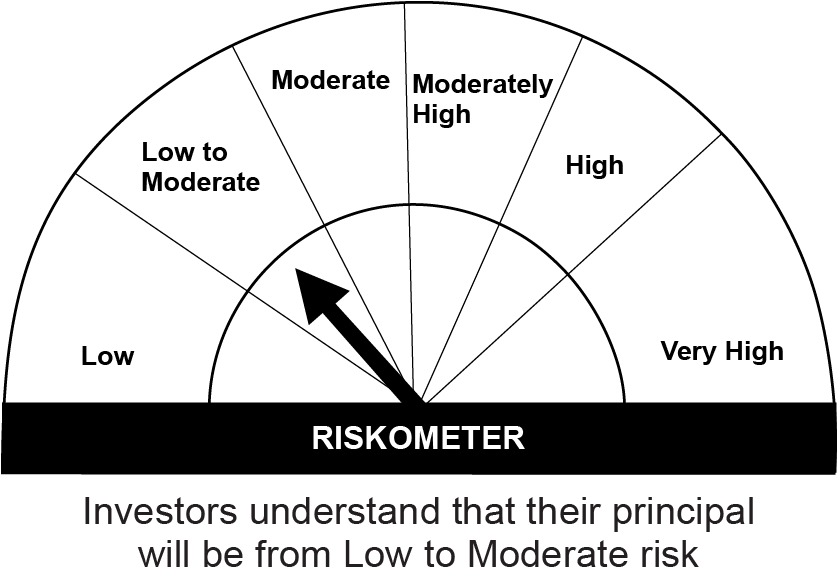 Moderate
Moderately
High
Low to
Moderate
High
Low
Very High
RISKOMETER
Investors understand that their principal
will be from Low to Moderate risk